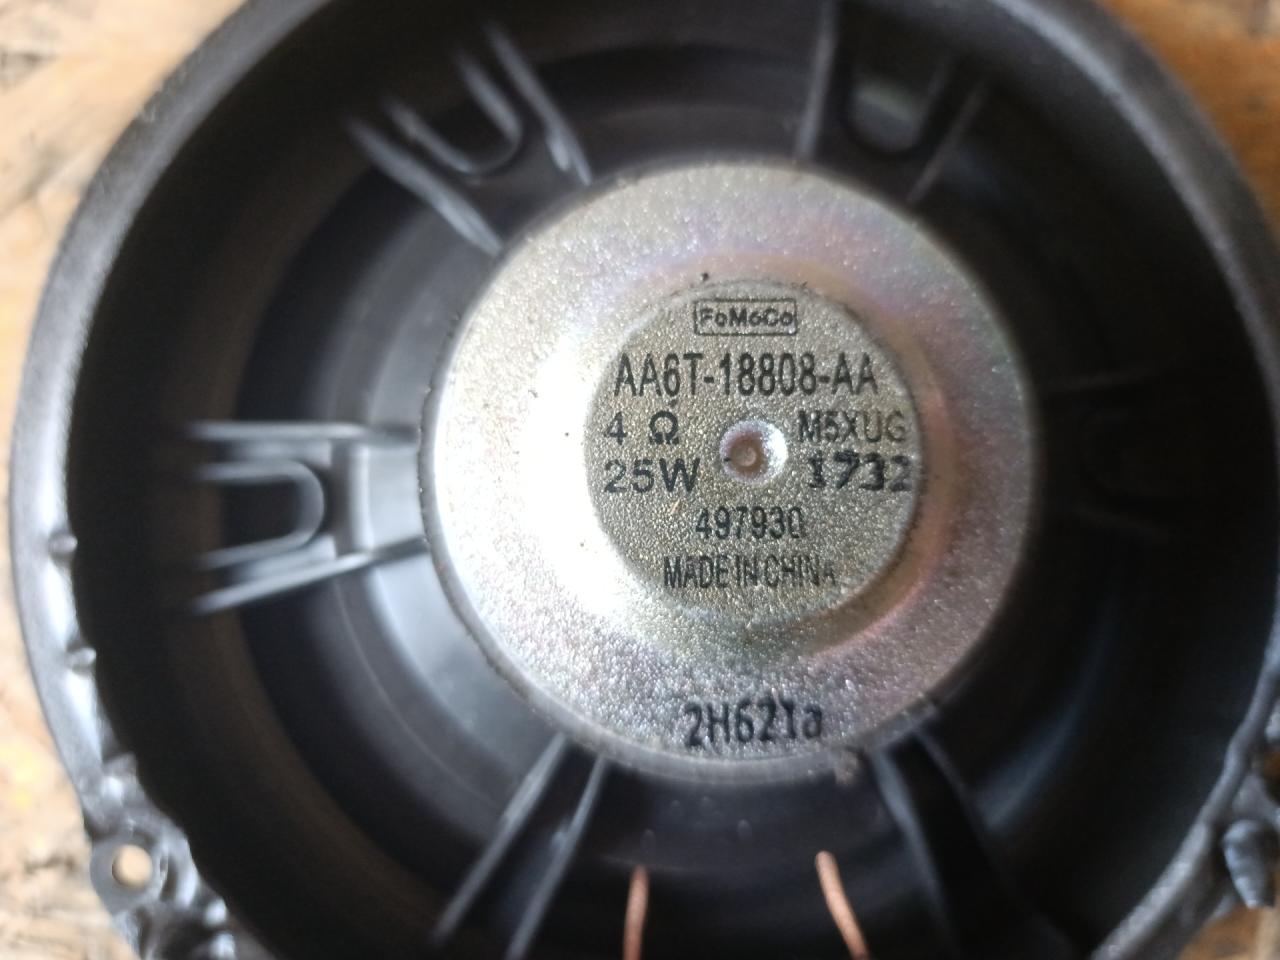 FoMoCo
AA6T-18808-AA
4 Ω M5XUG
25W 1732
497930
MADE IN CHINA
2H621a